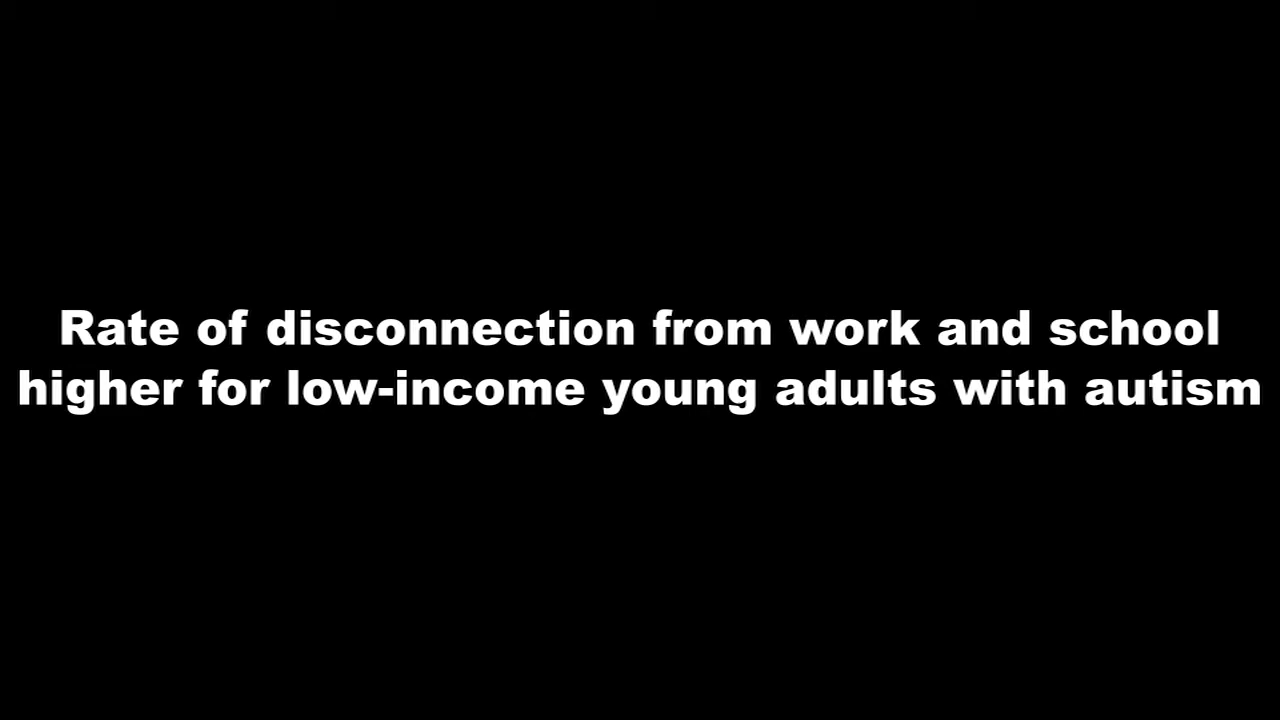 Rate of disconnection from work and school
higher for low-income young adults with autism